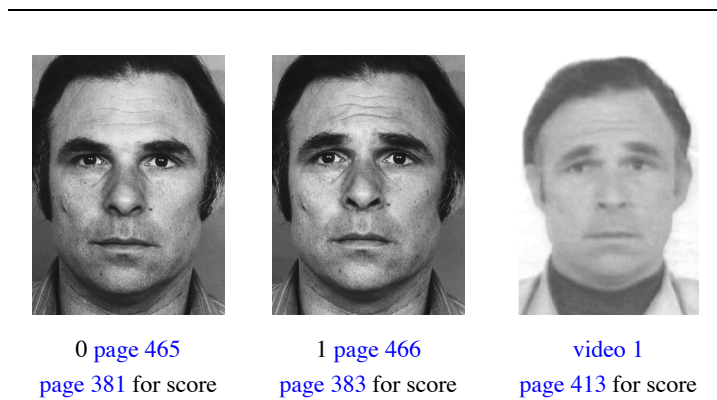 0 page 465 1 page 466 video 1
page 381 for score page 383 for score page 413 for score